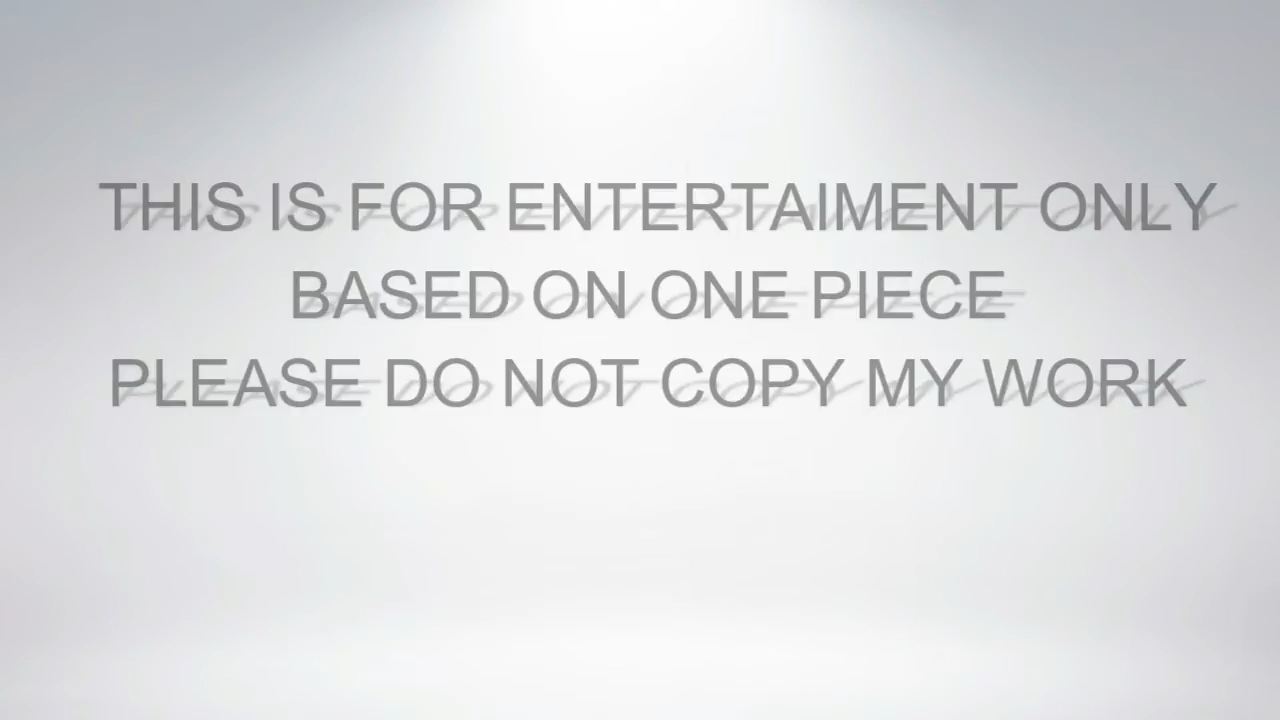 THIS IS FOR ENTERTAIMENT ONLY
BASED ON ONE PIECE
PLEASE DO NOT COPY MY WORK